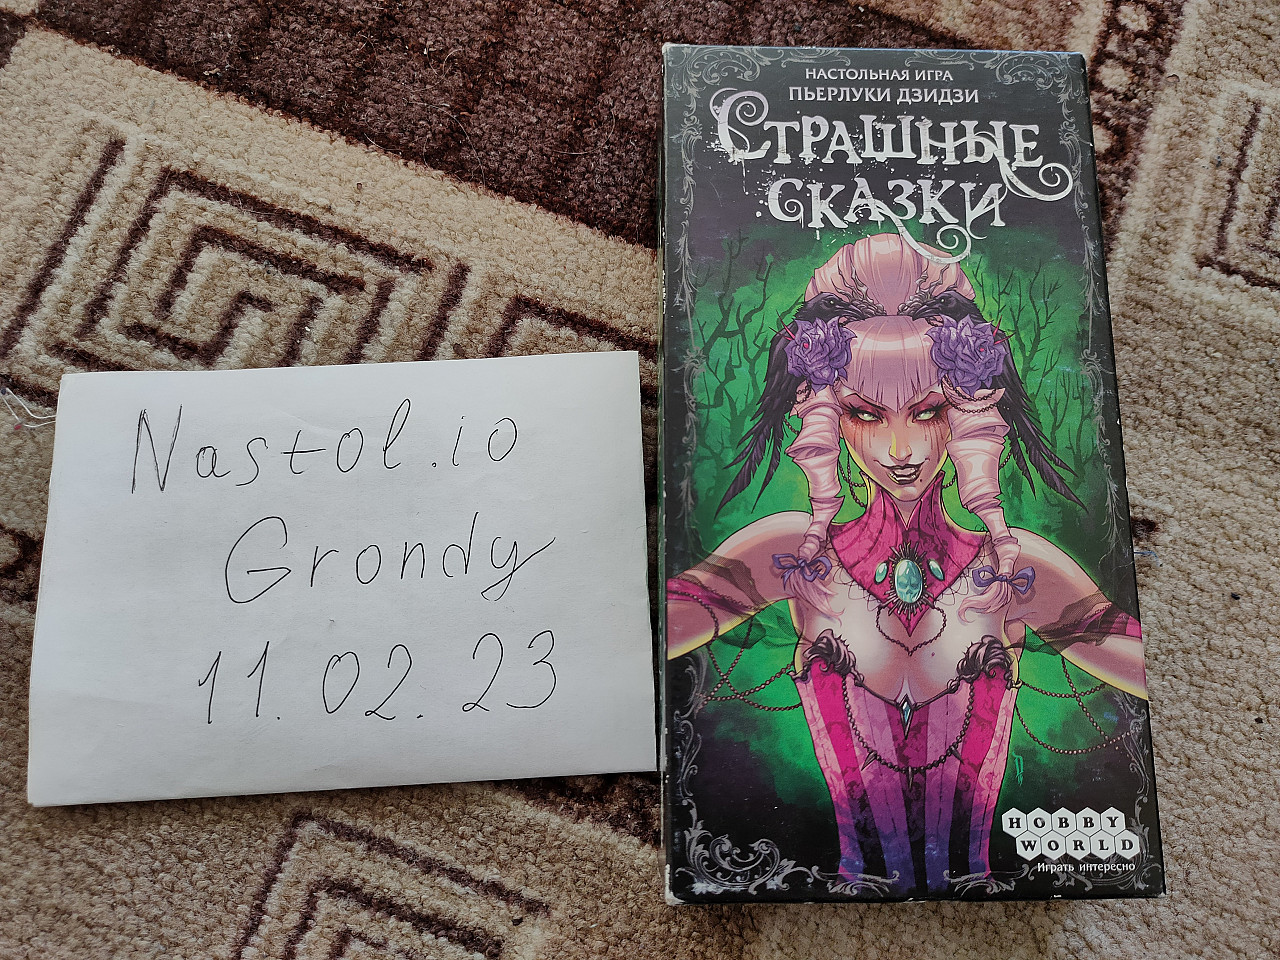 Nastol.io
Grondy
11.02.23
НАСТОЛЬНАЯ ИГРА
ПЬЕРЛУКИ ДЗИДЗИ
СТРАШНЫЕ
СКАЗКИ
HOBBY
WORLD
Играть интересно